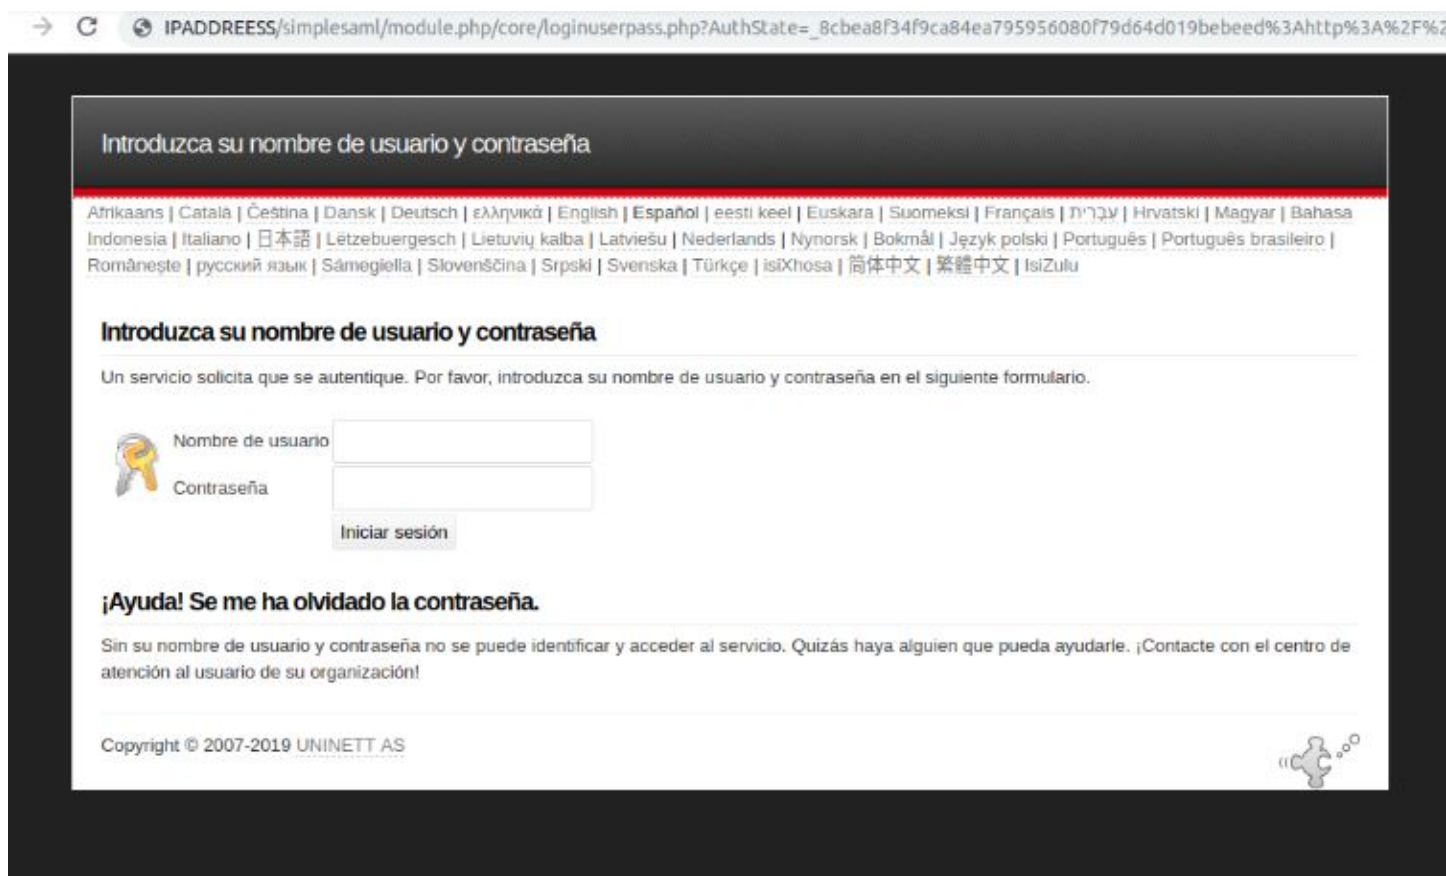 IPADDREESS/simplesaml/module.php/core/loginuserpass.php?AuthState=_8cbea8f34f9ca84ea795956080f79d64d019bebeed%3Ahttp%3A%2F%2
Introduzca su nombre de usuario y contraseña
Afrikaans | Català | Čeština | Dansk | Deutsch | ελληνικά | English | Español | eesti keel | Euskara | Suomeksi | Français | עִבְרִית | Hrvatski | Magyar | Bahasa
Indonesia | Italiano | 日本語 | Lëtzebuergesch | Lietuvių kalba | Latviešu | Nederlands | Nynorsk | Bokmål | Język polski | Português | Português brasileiro |
Românește | русский язык | Sámegiella | Slovenščina | Srpski | Svenska | Türkçe | isiXhosa | 简体中文 | 繁體中文 | IsiZulu
Introduzca su nombre de usuario y contraseña
Un servicio solicita que se autentique. Por favor, introduzca su nombre de usuario y contraseña en el siguiente formulario.
Nombre de usuario
Contraseña
Iniciar sesión
¡Ayuda! Se me ha olvidado la contraseña.
Sin su nombre de usuario y contraseña no se puede identificar y acceder al servicio. Quizás haya alguien que pueda ayudarle. ¡Contacte con el centro de
atención al usuario de su organización!
Copyright © 2007-2019 UNINETT AS